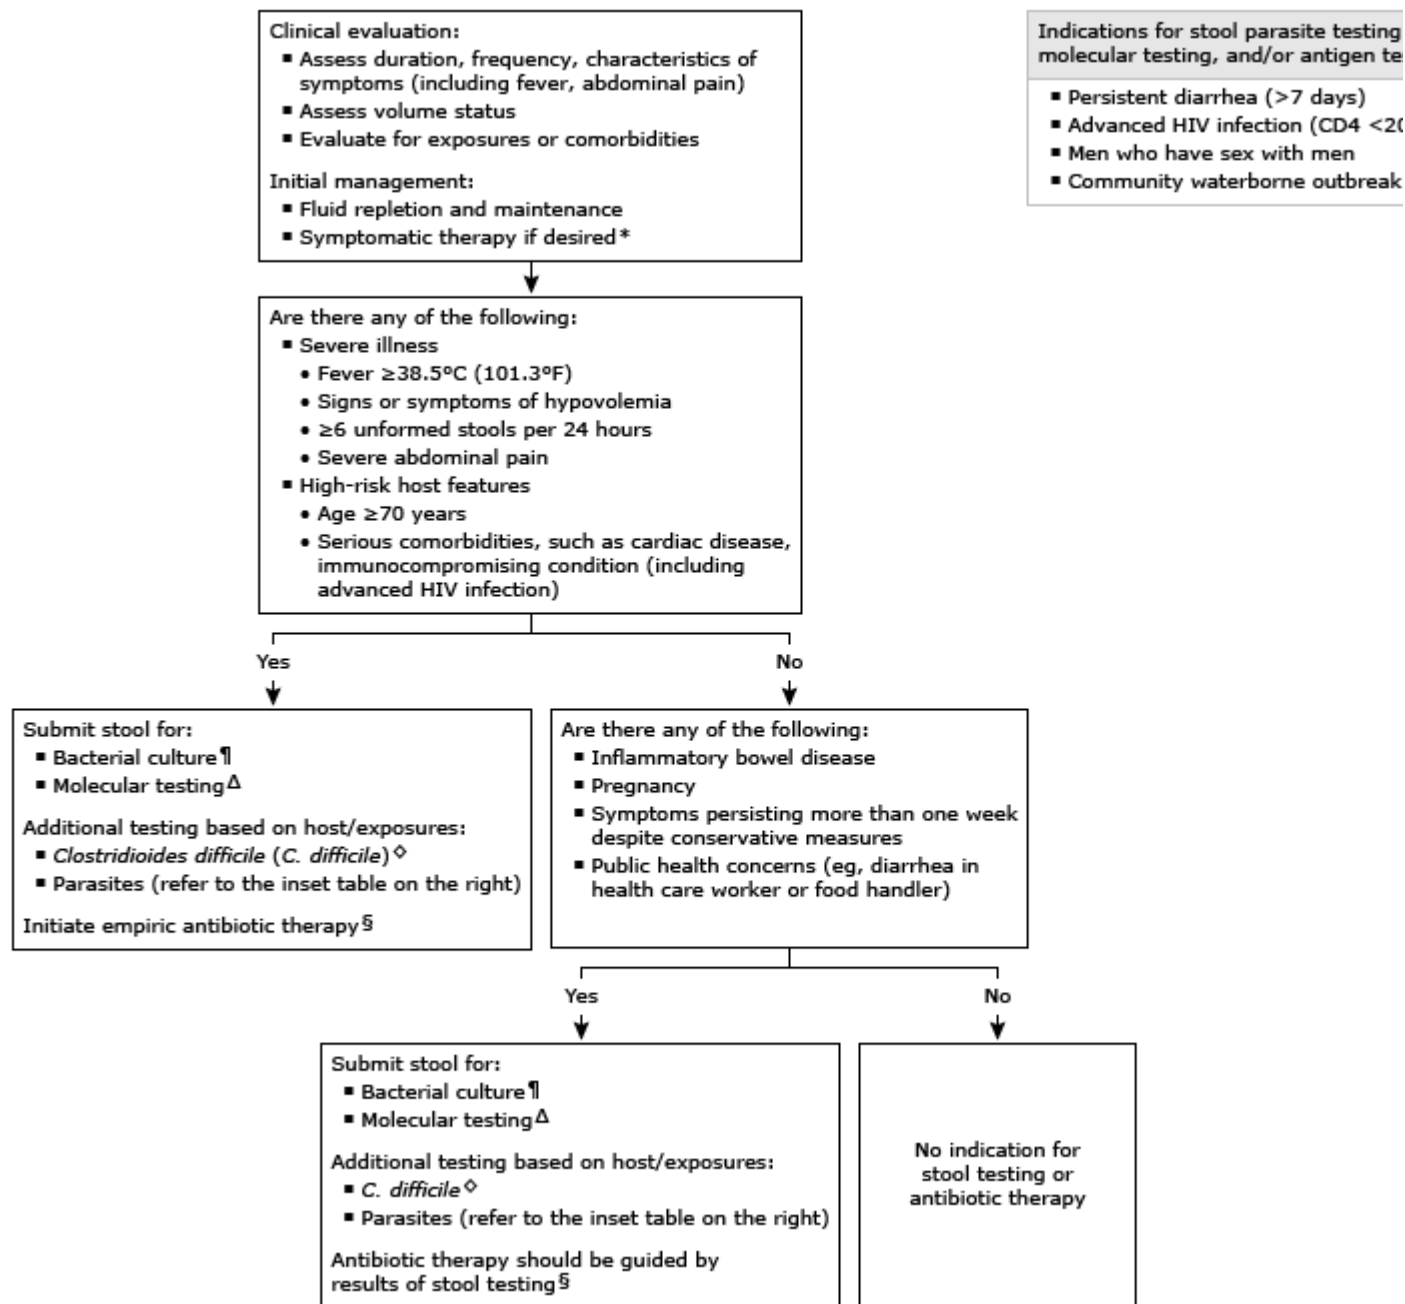 Clinical evaluation:
▪ Assess duration, frequency, characteristics of
symptoms (including fever, abdominal pain)
▪ Assess volume status
▪ Evaluate for exposures or comorbidities
Initial management:
▪ Fluid repletion and maintenance
▪ Symptomatic therapy if desired*
Indications for stool parasite testing
molecular testing, and/or antigen
▪ Persistent diarrhea (>7 days)
▪ Advanced HIV infection (CD4
▪ Men who have sex with men
▪ Community waterborne outbreak
Are there any of the following:
▪ Severe illness
• Fever ≥38.5°C (101.3°F)
• Signs or symptoms of hypovolemia
• ≥6 unformed stools per 24 hours
• Severe abdominal pain
▪ High-risk host features
• Age ≥70 years
• Serious comorbidities, such as cardiac disease,
immunocompromising condition (including
advanced HIV infection)
Yes
No
Submit stool for:
▪ Bacterial culture¶
▪ Molecular testingΔ
Additional testing based on host/exposures:
▪ Clostridioides difficile (C. difficile)◇
▪ Parasites (refer to the inset table on the right)
Initiate empiric antibiotic therapy§
Are there any of the following:
▪ Inflammatory bowel disease
▪ Pregnancy
▪ Symptoms persisting more than one week
despite conservative measures
▪ Public health concerns (eg, diarrhea in
health care worker or food handler)
Yes
No
Submit stool for:
▪ Bacterial culture¶
▪ Molecular testingΔ
Additional testing based on host/exposures:
▪ C. difficile◇
▪ Parasites (refer to the inset table on the right)
Antibiotic therapy should be guided by
results of stool testing§
No indication for
stool testing or
antibiotic therapy